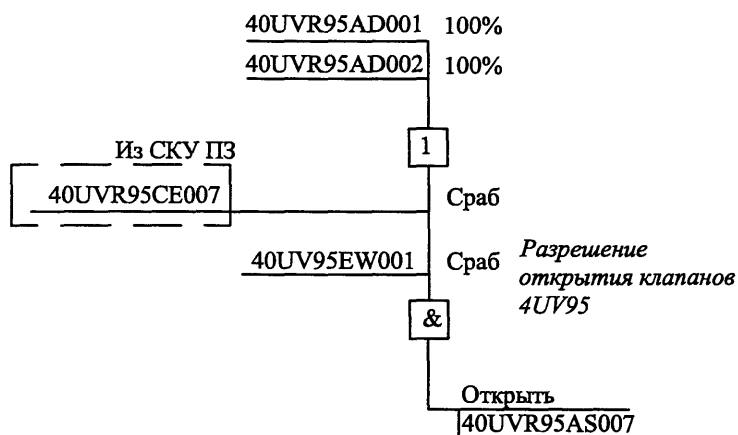 40UVR95AD001 100%
40UVR95AD002 100%
1
Из СКУ ПЗ
40UVR95CE007 Сраб
40UV95EW001 Сраб Разрешение
открытия клапанов
4UV95
&
Открыть
40UVR95AS007